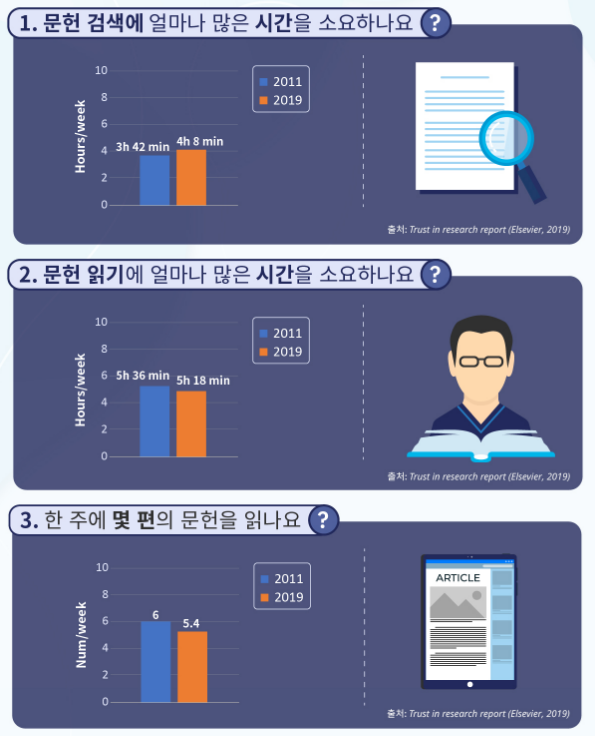 1. 문헌 검색에 얼마나 많은 시간을 소요하나요 ?
10
8
6
4
2
0
Hours/week
3h 42 min
4h 8 min
2011
2019
출처: Trust in research report (Elsevier, 2019)
2. 문헌 읽기에 얼마나 많은 시간을 소요하나요 ?
10
8
6
4
2
0
Hours/week
5h 36 min
5h 18 min
2011
2019
출처: Trust in research report (Elsevier, 2019)
3. 한 주에 몇 편의 문헌을 읽나요 ?
10
8
6
4
2
0
Num/week
6
5.4
2011
2019
ARTICLE
출처: Trust in research report (Elsevier, 2019)